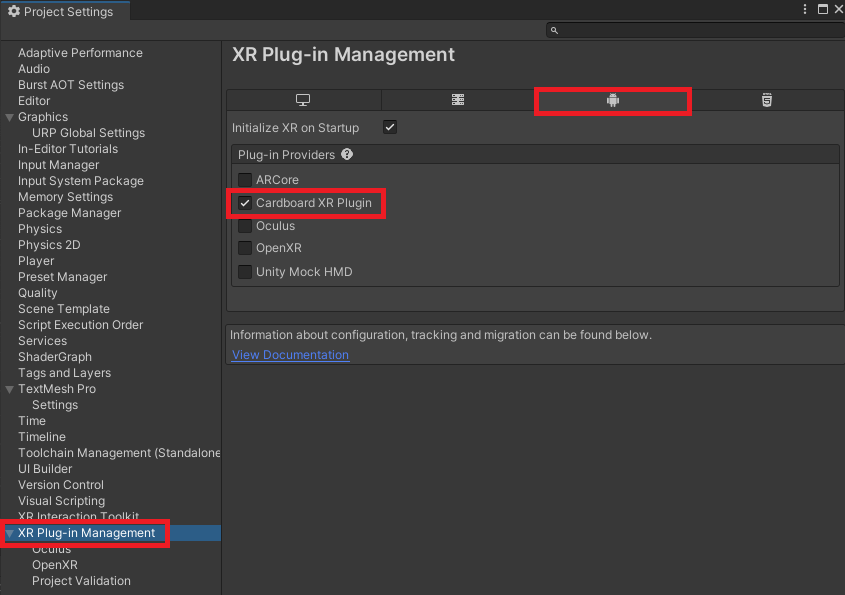 Project Settings
Adaptive Performance
Audio
Burst AOT Settings
Editor
Graphics
URP Global Settings
In-Editor Tutorials
Input Manager
Input System Package
Memory Settings
Package Manager
Physics
Physics 2D
Player
Preset Manager
Quality
Scene Template
Script Execution Order
Services
ShaderGraph
Tags and Layers
TextMesh Pro
Settings
Time
Timeline
Toolchain Management (Standalone
UI Builder
Version Control
Visual Scripting
XR Interaction Toolkit
XR Plug-in Management
Oculus
OpenXR
Project Validation
XR Plug-in Management
Initialize XR on Startup
Plug-in Providers
ARCore
Cardboard XR Plugin
Oculus
OpenXR
Unity Mock HMD
Information about configuration, tracking and migration can be found below.
View Documentation